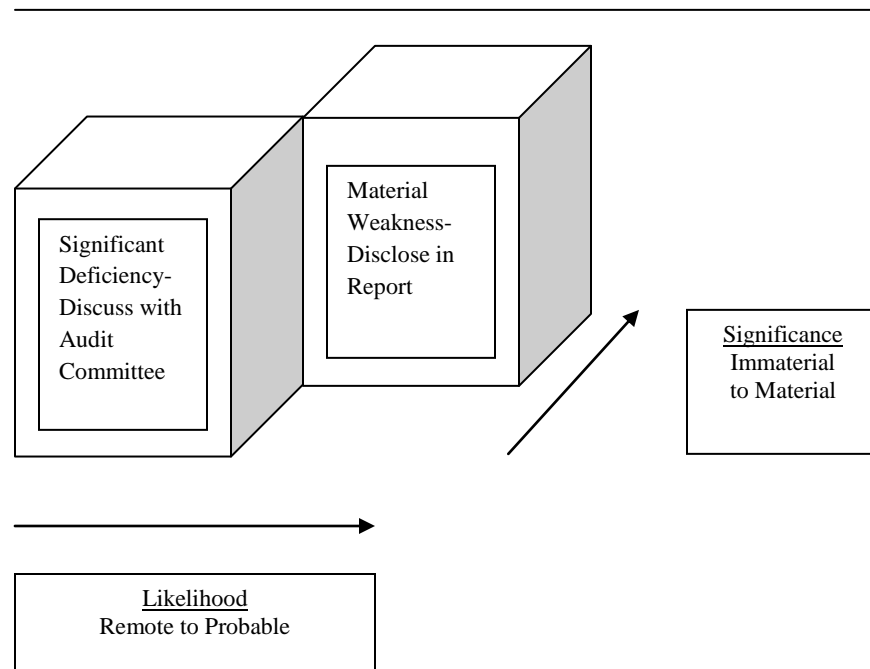 Significant
Deficiency-
Discuss with
Audit
Committee
Material
Weakness-
Disclose in
Report
Significance
Immaterial
to Material
Likelihood
Remote to Probable